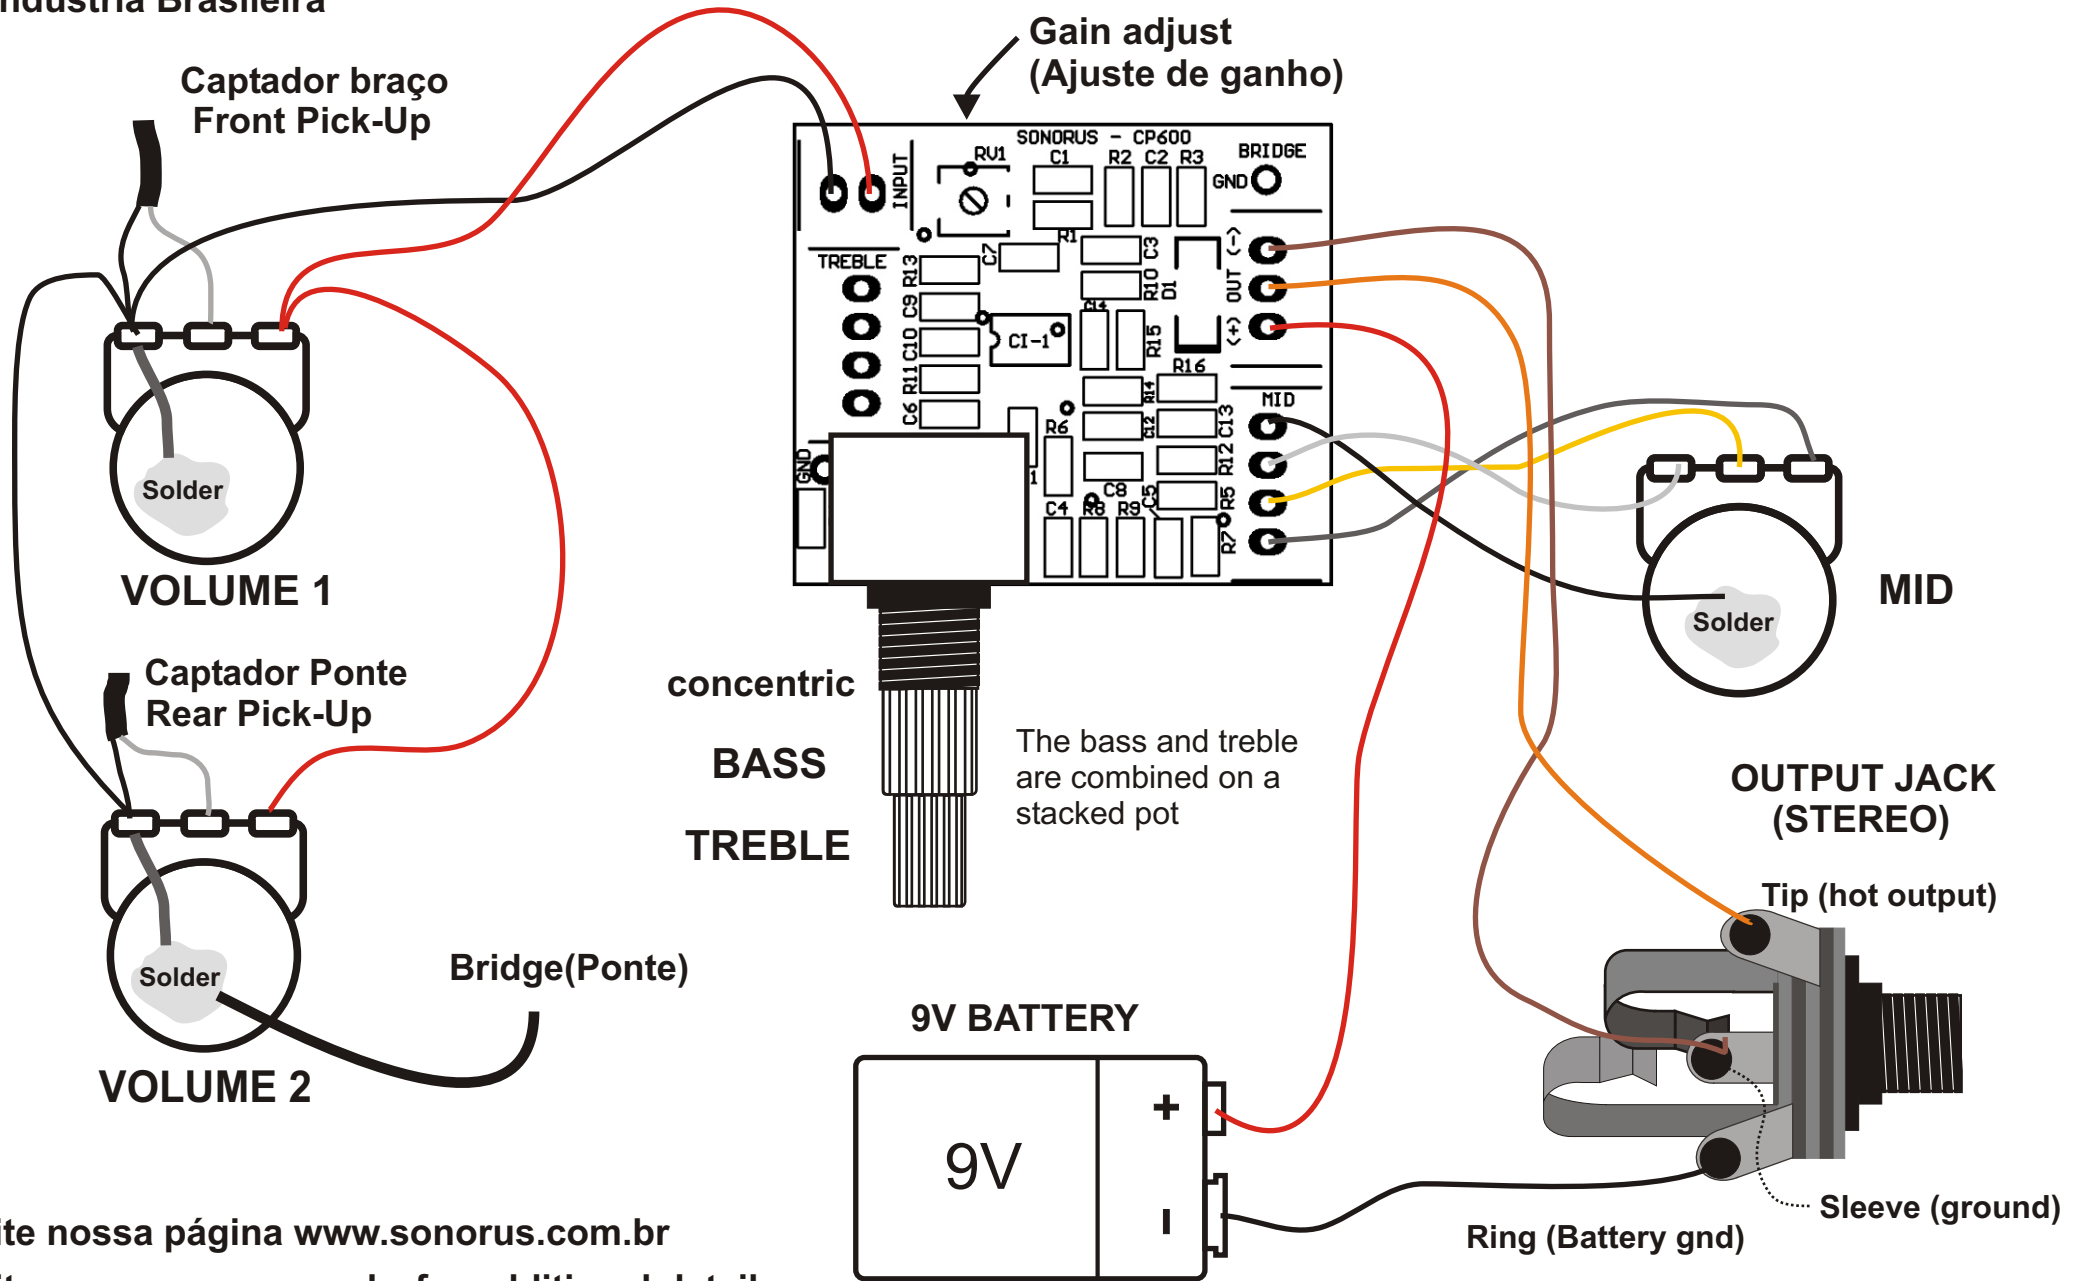 Indústria Brasileira
Captador braço
Front Pick-Up
Gain adjust
(Ajuste de ganho)
SONORUS - CP600
INPUT
RV1
C1
R2
C2
R3
BRIDGE
GND
R1
C7
C3
R10
D1
(-)
OUT
(+)
TREBLE
R13
C9
C10
R11
C6
CI-1
C14
R15
R16
R14
MID
C12
C13
R6
R12
C8
C5
R5
GND
1
C4
R8
R9
R7
Solder
VOLUME 1
Solder
MID
Captador Ponte
Rear Pick-Up
concentric
BASS
TREBLE
The bass and treble
are combined on a
stacked pot
OUTPUT JACK
(STEREO)
Tip (hot output)
Solder
Bridge(Ponte)
VOLUME 2
9V BATTERY
9V
+
-
Sleeve (ground)
Ring (Battery gnd)
ite nossa página www.sonorus.com.br